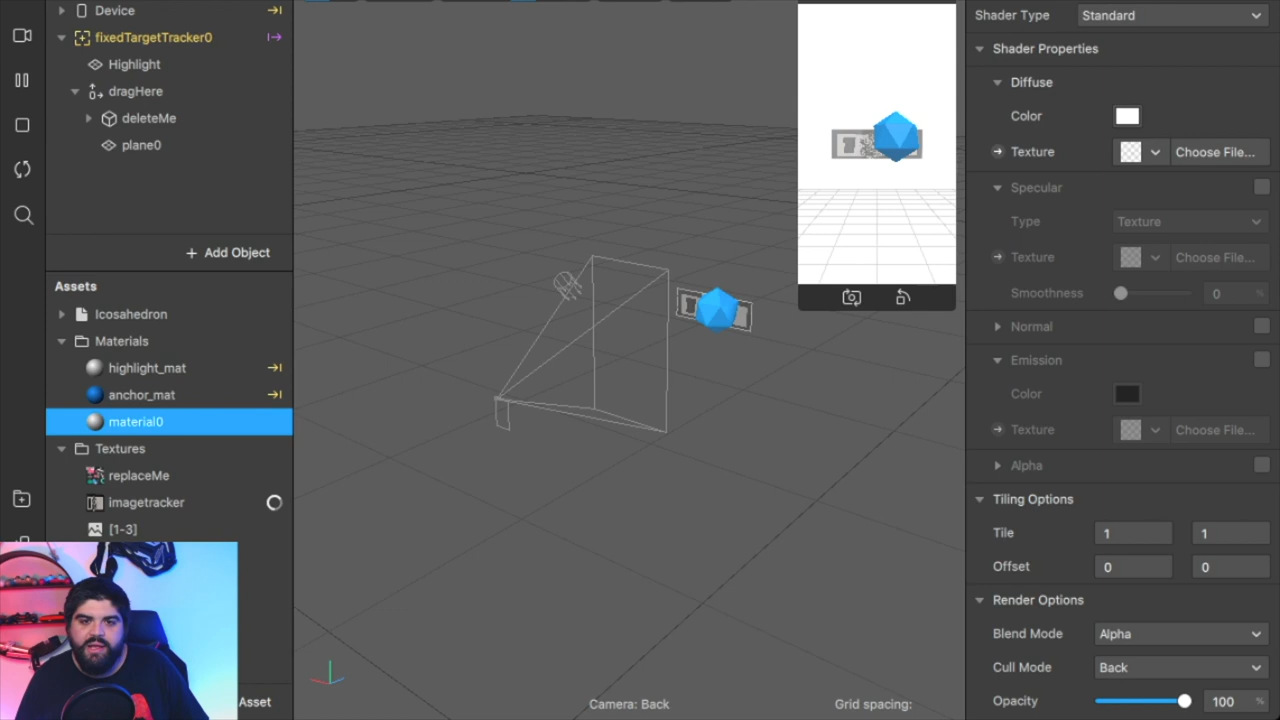 Device
fixedTargetTracker0
Highlight
dragHere
deleteMe
plane0
Add Object
Assets
Icosahedron
Materials
highlight_mat
anchor_mat
material0
Textures
replaceMe
imagetracker
[1-3]
Asset
Camera: Back
Grid spacing:
Shader Type
Standard
Shader Properties
Diffuse
Color
Texture
Choose File...
Specular
Type
Texture
Texture
Choose File...
Smoothness
0 %
Normal
Emission
Color
Texture
Choose File...
Alpha
Tiling Options
Tile
1
1
Offset
0
0
Render Options
Blend Mode
Alpha
Cull Mode
Back
Opacity
100 %